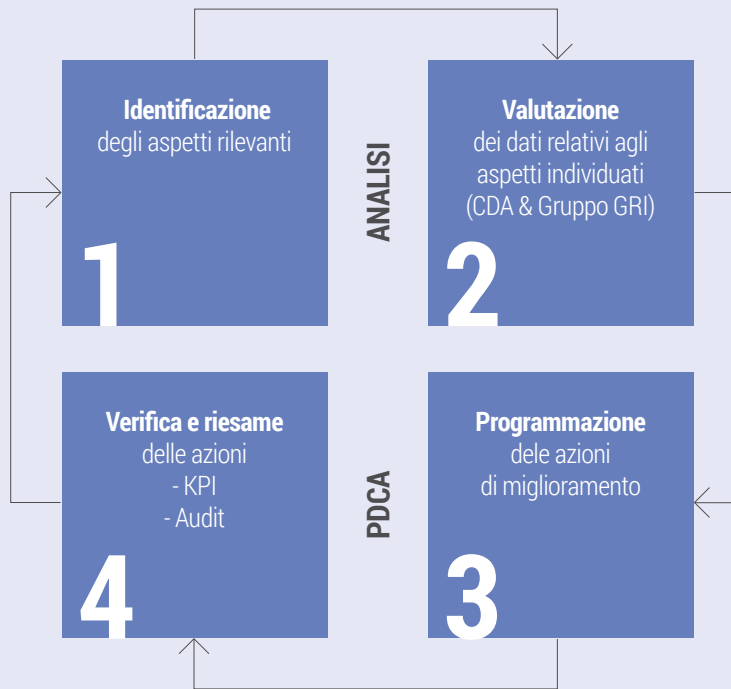 Identificazione
degli aspetti rilevanti
1
ANALISI
Valutazione
dei dati relativi agli
aspetti individuati
(CDA & Gruppo GRI)
2
Verifica e riesame
delle azioni
- KPI
- Audit
4
PDCA
Programmazione
dele azioni
di miglioramento
3